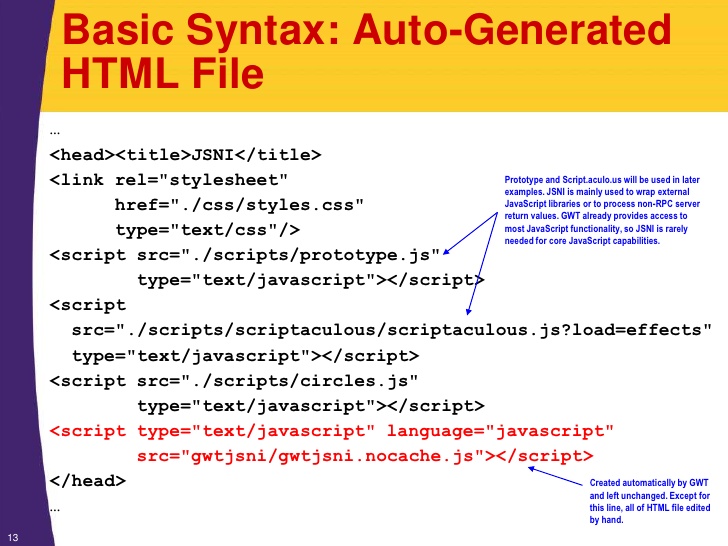 Basic Syntax: Auto-Generated
HTML File
…
<head><title>JSNI</title>
<link rel="stylesheet"
href="./css/styles.css"
type="text/css"/>
<script src="./scripts/prototype.js"
type="text/javascript"></script>
<script
src="./scripts/scriptaculous/scriptaculous.js?load=effects"
type="text/javascript"></script>
<script src="./scripts/circles.js"
type="text/javascript"></script>
<script type="text/javascript" language="javascript"
src="gwtjsni/gwtjsni.nocache.js"></script>
</head>
…
Prototype and Script.aculo.us will be used in later
examples. JSNI is mainly used to wrap external
JavaScript libraries or to process non-RPC server
return values. GWT already provides access to
most JavaScript functionality, so JSNI is rarely
needed for core JavaScript capabilities.
Created automatically by GWT
and left unchanged. Except for
this line, all of HTML file edited
by hand.
13